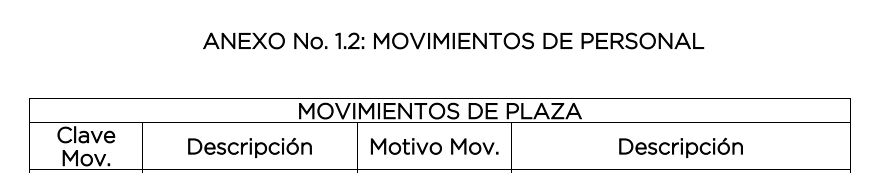 ANEXO No. 1.2: MOVIMIENTOS DE PERSONAL
MOVIMIENTOS DE PLAZA
Clave Mov. Descripción Motivo Mov. Descripción